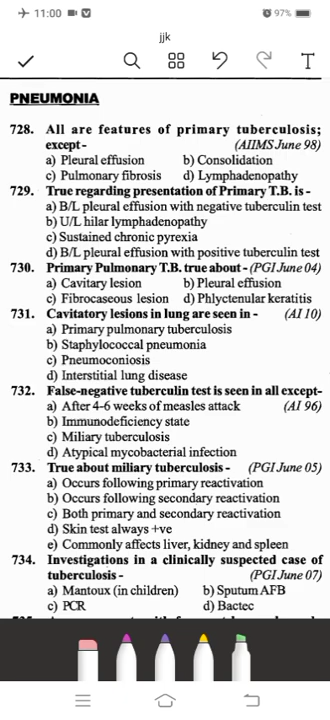 11:00
97%
jjk
T
PNEUMONIA
728. All are features of primary tuberculosis;
except- (AIIMS June 98)
a) Pleural effusion b) Consolidation
c) Pulmonary fibrosis d) Lymphadenopathy
729. True regarding presentation of Primary T.B. is -
a) B/L pleural effusion with negative tuberculin test
b) U/L hilar lymphadenopathy
c) Sustained chronic pyrexia
d) B/L pleural effusion with positive tuberculin test
730. Primary Pulmonary T.B. true about - (PGI June 04)
a) Cavitary lesion b) Pleural effusion
c) Fibrocaseous lesion d) Phlyctenular keratitis
731. Cavitatory lesions in lung are seen in - (AI 10)
a) Primary pulmonary tuberculosis
b) Staphylococcal pneumonia
c) Pneumoconiosis
d) Interstitial lung disease
732. False-negative tuberculin test is seen in all except-
a) After 4-6 weeks of measles attack (AI 96)
b) Immunodeficiency state
c) Miliary tuberculosis
d) Atypical mycobacterial infection
733. True about miliary tuberculosis - (PGI June 05)
a) Occurs following primary reactivation
b) Occurs following secondary reactivation
c) Both primary and secondary reactivation
d) Skin test always +ve
e) Commonly affects liver, kidney and spleen
734. Investigations in a clinically suspected case of
tuberculosis - (PGI June 07)
a) Mantoux (in children) b) Sputum AFB
c) PCR d) Bactec